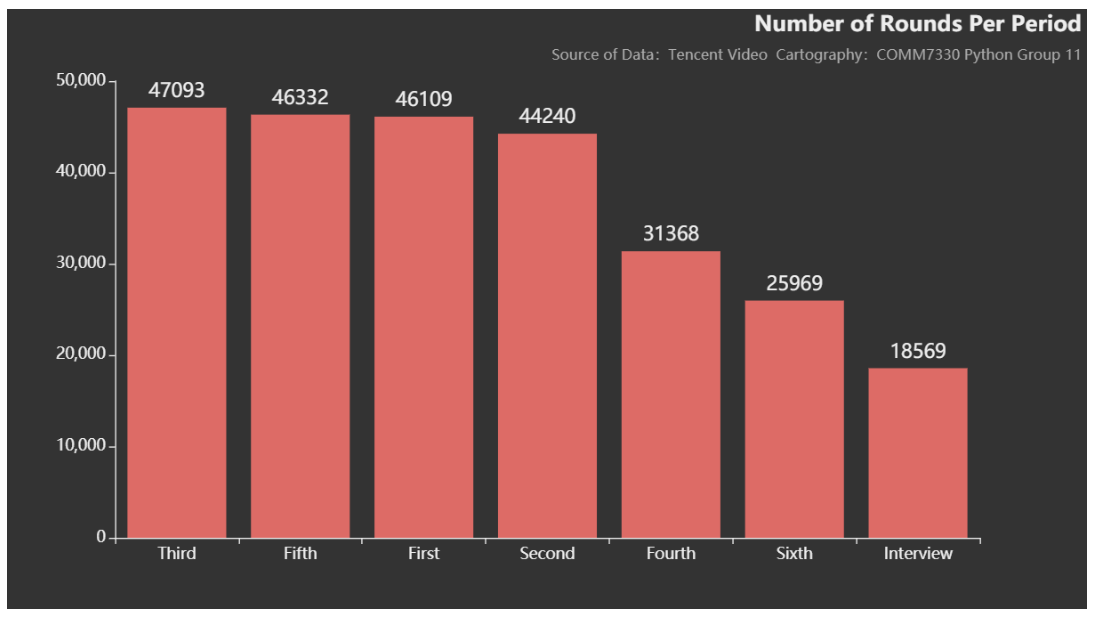 Number of Rounds Per Period
Source of Data： Tencent Video Cartography： COMM7330 Python Group 11
50,000
40,000
30,000
20,000
10,000
0
47093
46332
46109
44240
31368
25969
18569
Third
Fifth
First
Second
Fourth
Sixth
Interview